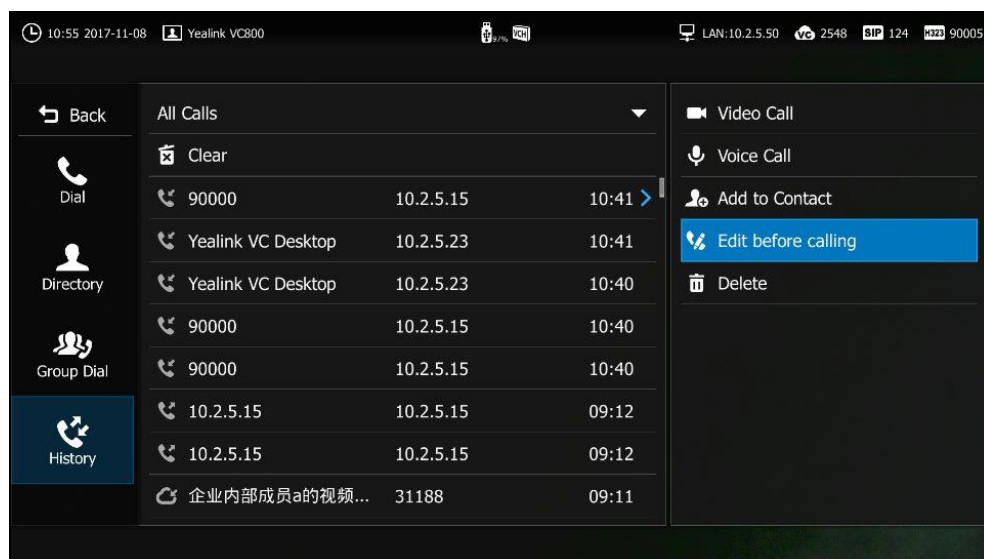 10:55 2017-11-08 Yealink VC800 97% VCH LAN:10.2.5.50 VC 2548 SIP 124 H323 90005
Back
Dial
Directory
Group Dial
History
All Calls
Clear
90000 10.2.5.15 10:41
Yealink VC Desktop 10.2.5.23 10:41
Yealink VC Desktop 10.2.5.23 10:40
90000 10.2.5.15 10:40
90000 10.2.5.15 10:40
10.2.5.15 10.2.5.15 09:12
10.2.5.15 10.2.5.15 09:12
企业内部成员a的视频... 31188 09:11
Video Call
Voice Call
Add to Contact
Edit before calling
Delete